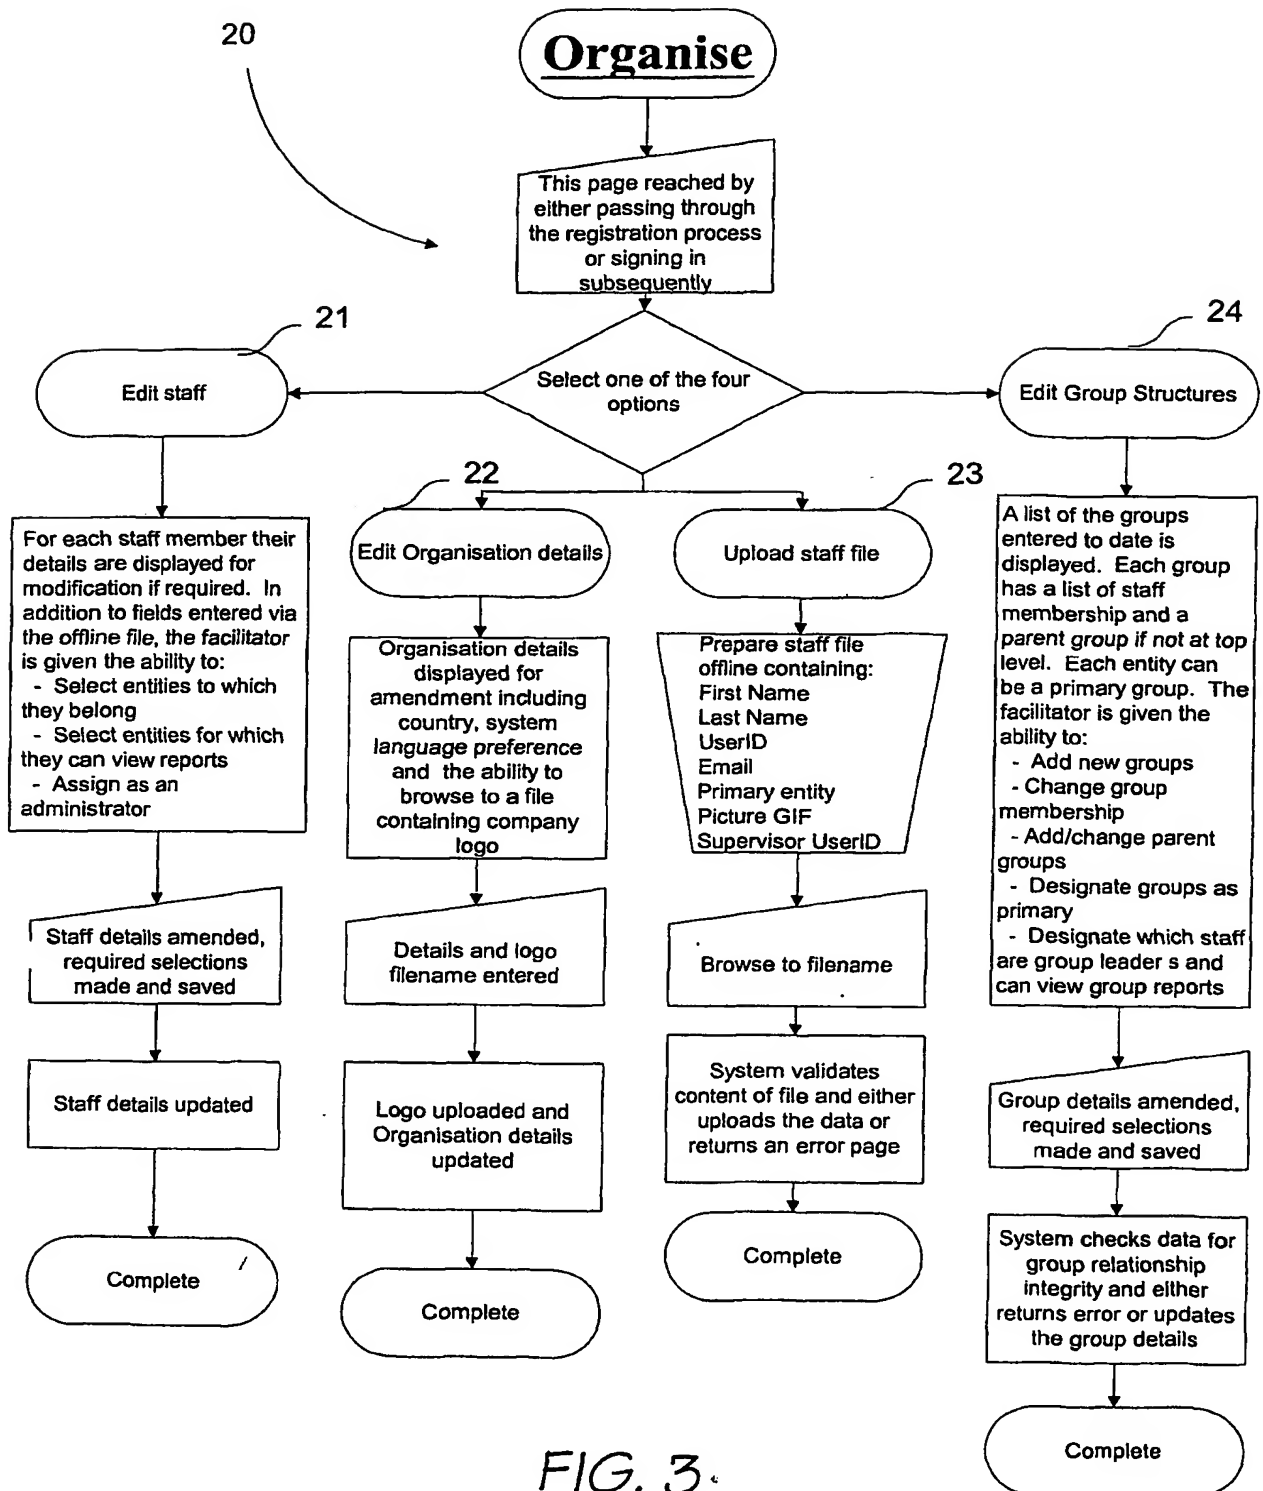 20
Organise
This page reached by
either passing through
the registration process
or signing in
subsequently
21
24
Edit staff
Select one of the four
options
Edit Group Structures
22
23
Edit Organisation details
Upload staff file
For each staff member their
details are displayed for
modification if required. In
addition to fields entered via
the offline file, the facilitator
is given the ability to:
- Select entities to which
they belong
- Select entities for which
they can view reports
- Assign as an
administrator
Staff details amended,
required selections
made and saved
Staff details updated
Complete
Organisation details
displayed for
amendment including
country, system
language preference
and the ability to
browse to a file
containing company
logo
Details and logo
filename entered
Logo uploaded and
Organisation details
updated
Complete
Prepare staff file
offline containing:
First Name
Last Name
UserID
Email
Primary entity
Picture GIF
Supervisor UserID
Browse to filename
System validates
content of file and either
uploads the data or
returns an error page
Complete
A list of the groups
entered to date is
displayed. Each group
has a list of staff
membership and a
parent group if not at top
level. Each entity can
be a primary group. The
facilitator is given the
ability to:
- Add new groups
- Change group
membership
- Add/change parent
groups
- Designate groups as
primary
- Designate which staff
are group leader s and
can view group reports
Group details amended,
required selections
made and saved
System checks data for
group relationship
integrity and either
returns error or updates
the group details
Complete
FIG. 3.